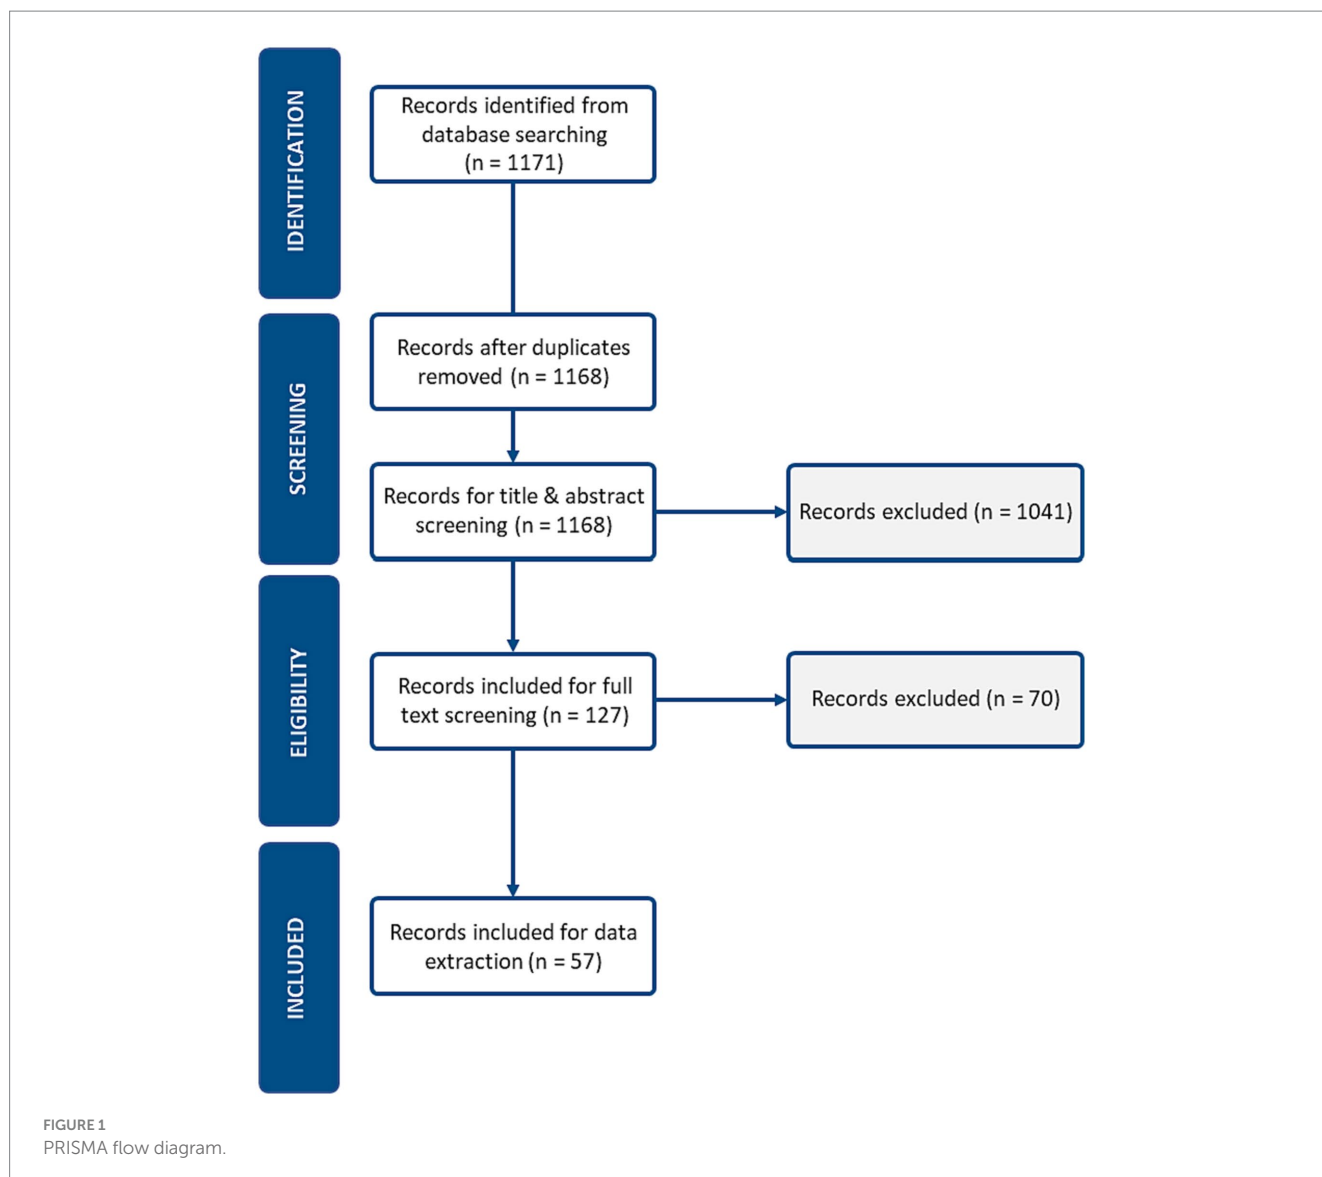 IDENTIFICATION
Records identified from
database searching
(n = 1171)
SCREENING
Records after duplicates
removed (n = 1168)
Records for title & abstract
screening (n = 1168)
Records excluded (n = 1041)
ELIGIBILITY
Records included for full
text screening (n = 127)
Records excluded (n = 70)
INCLUDED
Records included for data
extraction (n = 57)
FIGURE 1
PRISMA flow diagram.